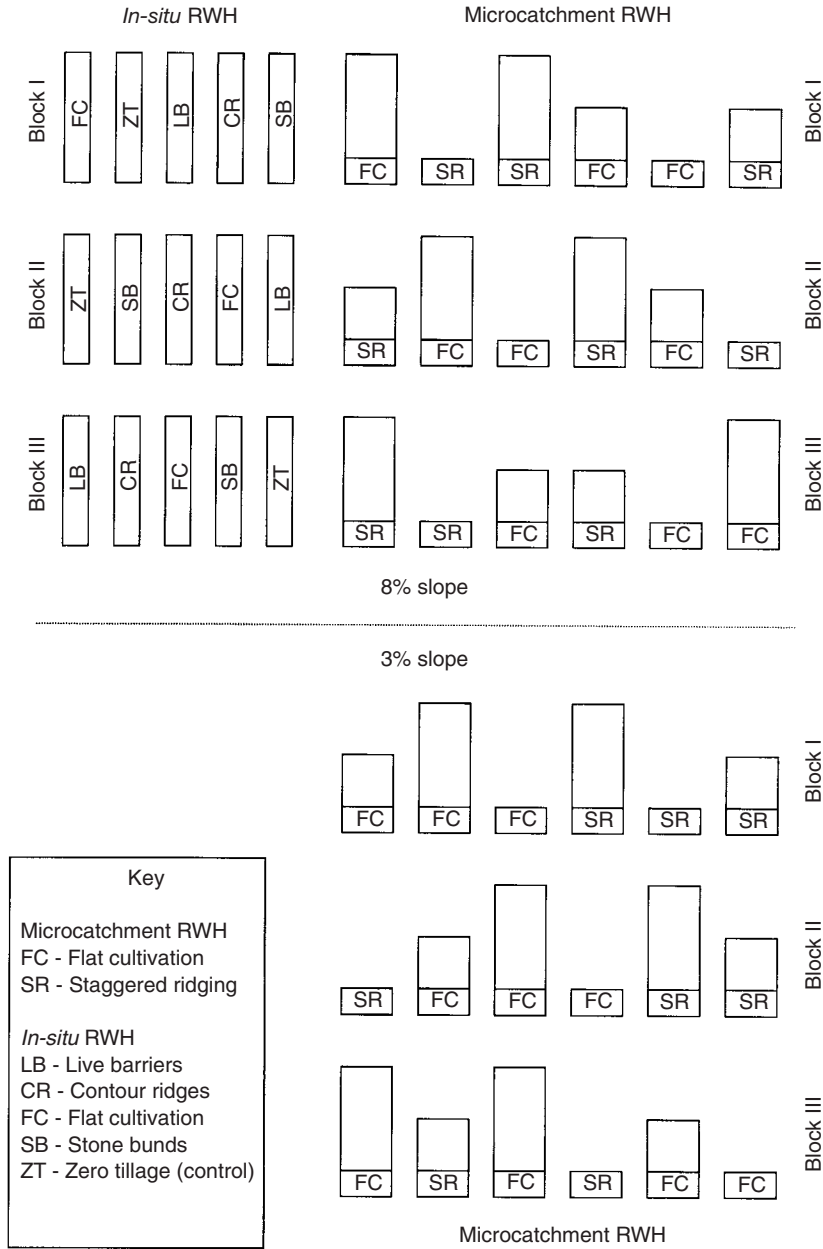 In-situ RWH
Microcatchment RWH
Block I
FC ZT LB CR SB
FC SR SR FC FC SR
Block I
Block II
ZT SB CR FC LB
SR FC FC SR FC SR
Block II
Block III
LB CR FC SB ZT
SR SR FC SR FC FC
Block III
8% slope
3% slope
FC FC FC SR SR SR
Block I
SR FC FC FC SR SR
Block II
FC SR FC SR FC FC
Block III
Microcatchment RWH
Key
Microcatchment RWH
FC - Flat cultivation
SR - Staggered ridging
In-situ RWH
LB - Live barriers
CR - Contour ridges
FC - Flat cultivation
SB - Stone bunds
ZT - Zero tillage (control)